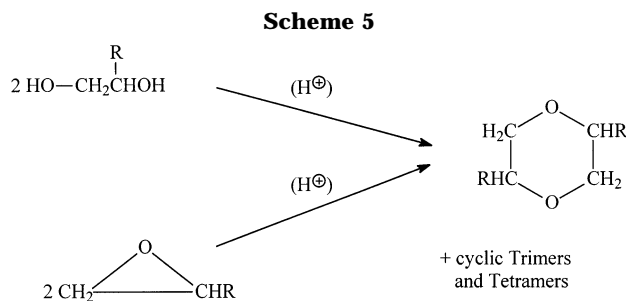 Scheme 5
R
2 HO—CH₂CHOH
(H⊕)
O
H₂C CHR
RHC CH₂
O
(H⊕)
O
2 CH₂ CHR
+ cyclic Trimers
and Tetramers